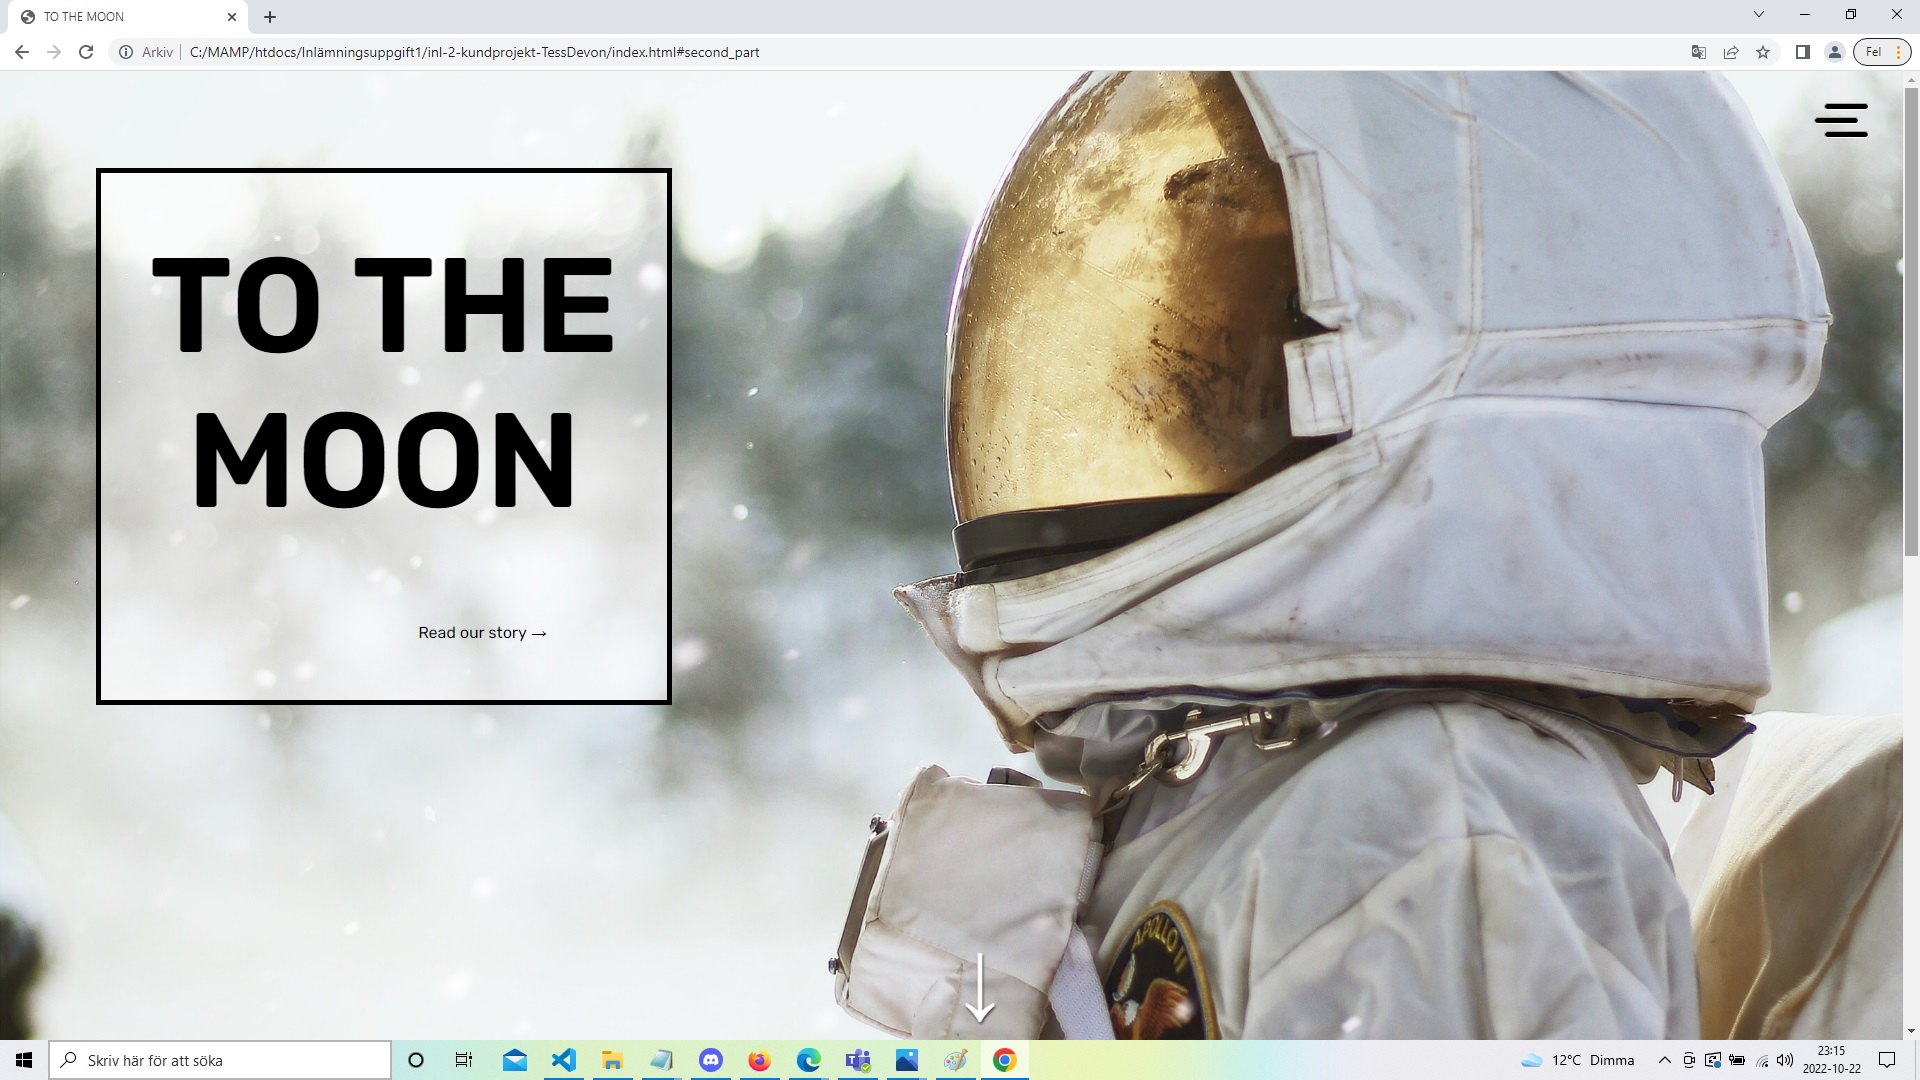 TO THE MOON
Arkiv
C:/MAMP/htdocs/Inlämningsuppgift1/inl-2-kundprojekt-TessDevon/index.html#second_part
Fel
TO THE
MOON
Read our story →
APOLLO 11
Skriv här för att söka
12°C Dimma
23:15
2022-10-22